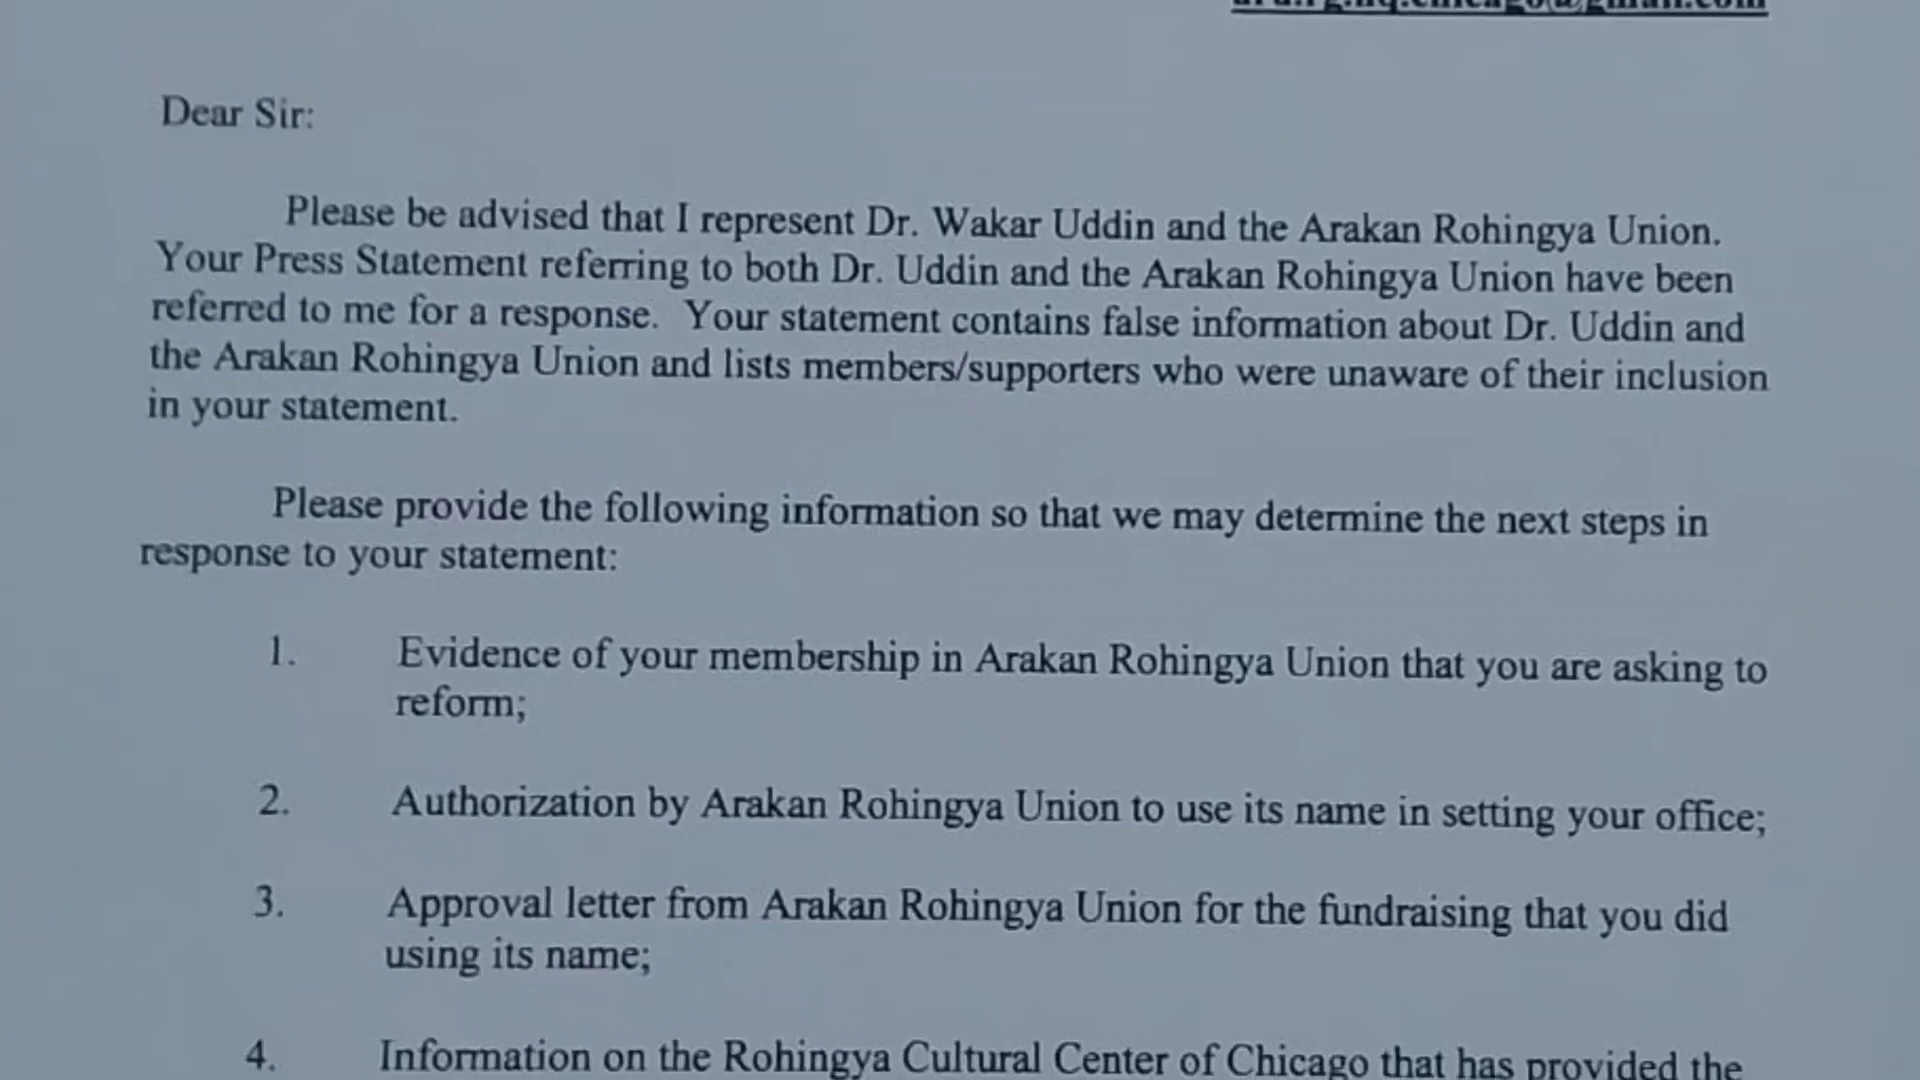 Dear Sir:
Please be advised that I represent Dr. Wakar Uddin and the Arakan Rohingya Union.
Your Press Statement referring to both Dr. Uddin and the Arakan Rohingya Union have been
referred to me for a response. Your statement contains false information about Dr. Uddin and
the Arakan Rohingya Union and lists members/supporters who were unaware of their inclusion
in your statement.
Please provide the following information so that we may determine the next steps in
response to your statement:
1. Evidence of your membership in Arakan Rohingya Union that you are asking to
reform;
2. Authorization by Arakan Rohingya Union to use its name in setting your office;
3. Approval letter from Arakan Rohingya Union for the fundraising that you did
using its name;
4. Information on the Rohingya Cultural Center of Chicago that has provided the